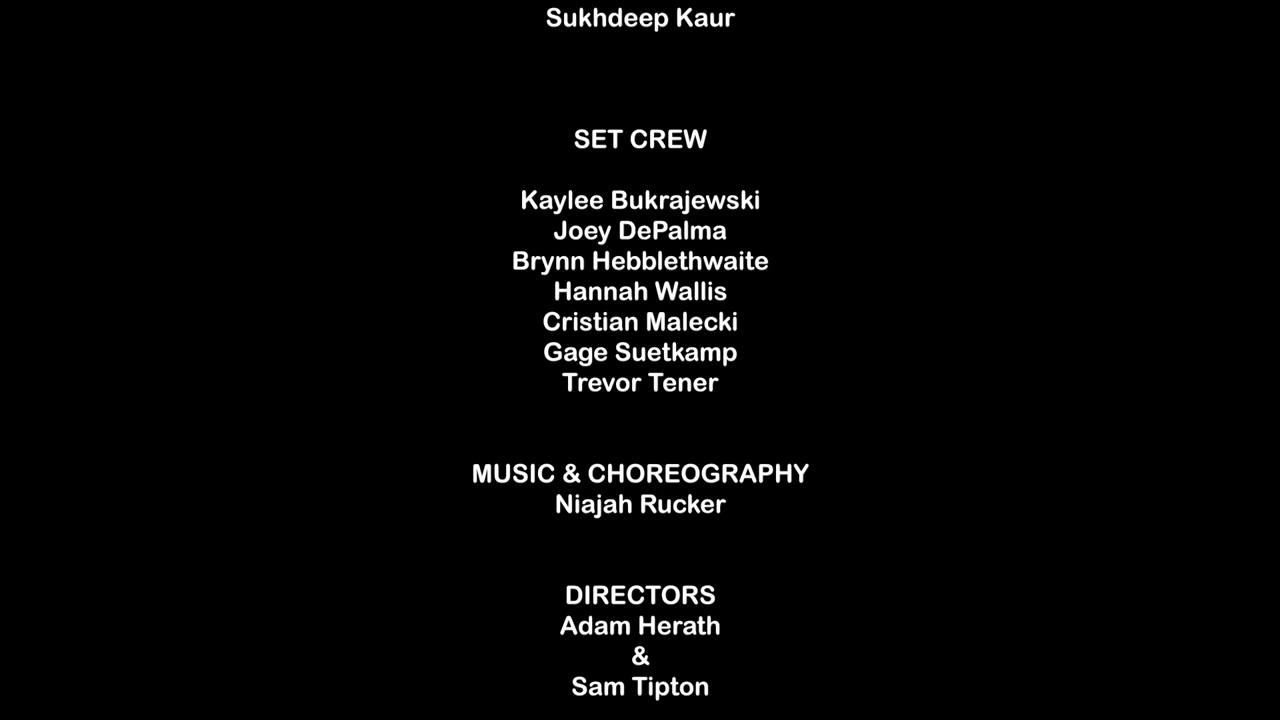 Sukhdeep Kaur
SET CREW
Kaylee Bukrajewski
Joey DePalma
Brynn Hebblethwaite
Hannah Wallis
Cristian Malecki
Gage Suetkamp
Trevor Tener
MUSIC & CHOREOGRAPHY
Niajah Rucker
DIRECTORS
Adam Herath
&
Sam Tipton